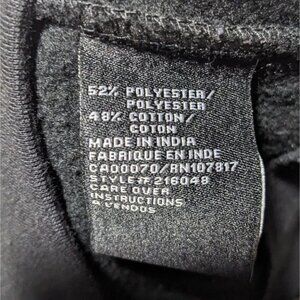 52% POLYESTER/
POLYESTER
48% COTTON/
COTON
MADE IN INDIA
FABRIQUE EN INDE
CA00070/RN107817
STYLE# 216048
CARE OVER
INSTRUCTIONS
A L'ENDOS